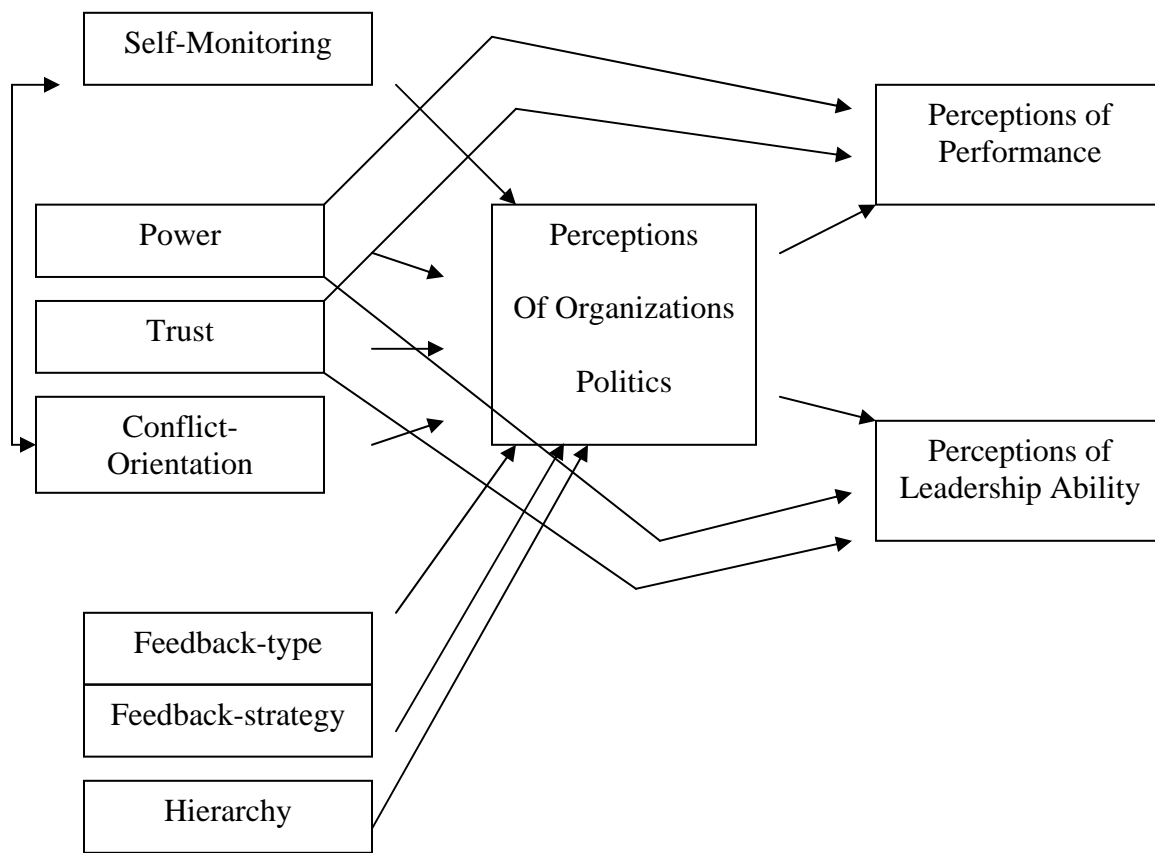 Self-Monitoring
Perceptions of
Performance
Power
Perceptions
Of Organizations
Politics
Trust
Conflict-
Orientation
Perceptions of
Leadership Ability
Feedback-type
Feedback-strategy
Hierarchy